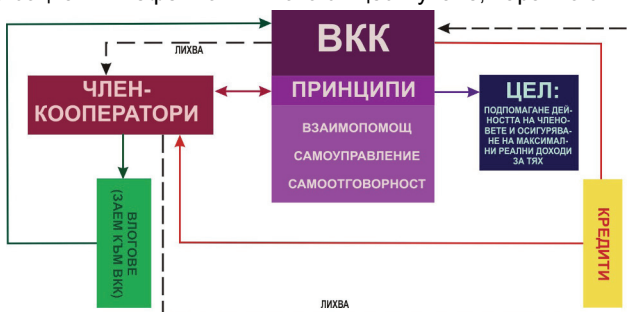 ВКК
ЛИХВА
ЧЛЕН-
КООПЕРАТОРИ
ПРИНЦИПИ
ВЗАИМОПОМОЩ
САМОУПРАВЛЕНИЕ
САМООТГОВОРНОСТ
ЦЕЛ:
ПОДПОМАГАНЕ ДЕЙ-
НОСТТА НА ЧЛЕНО-
ВЕТЕ И ОСИГУРЯВА-
НЕ НА МАКСИМАЛ-
НИ РЕАЛНИ ДОХОДИ
ЗА ТЯХ
ВЛОГОВЕ
(ЗАЕМ КЪМ ВКК)
КРЕДИТИ
ЛИХВА